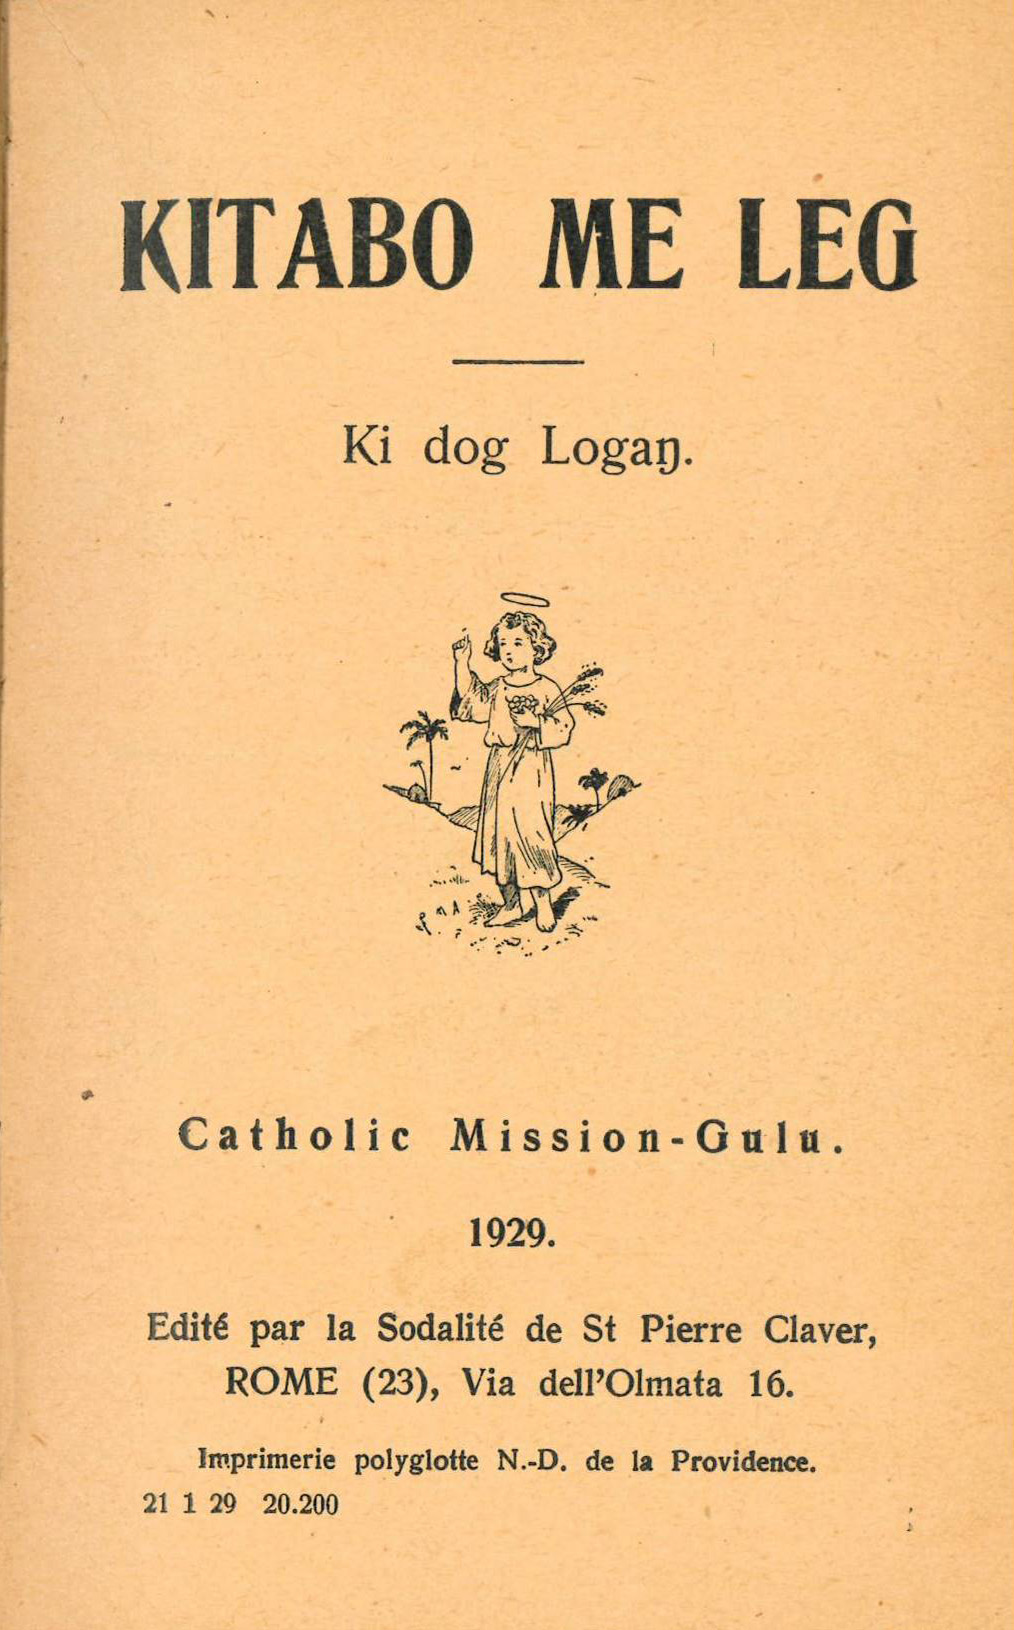 KITABO ME LEG
Ki dog Logaŋ.
Catholic Mission-Gulu.
1929.
Edité par la Sodalité de St Pierre Claver,
ROME (23), Via dell'Olmata 16.
Imprimerie polyglotte N.-D. de la Providence.
21 1 29 20.200